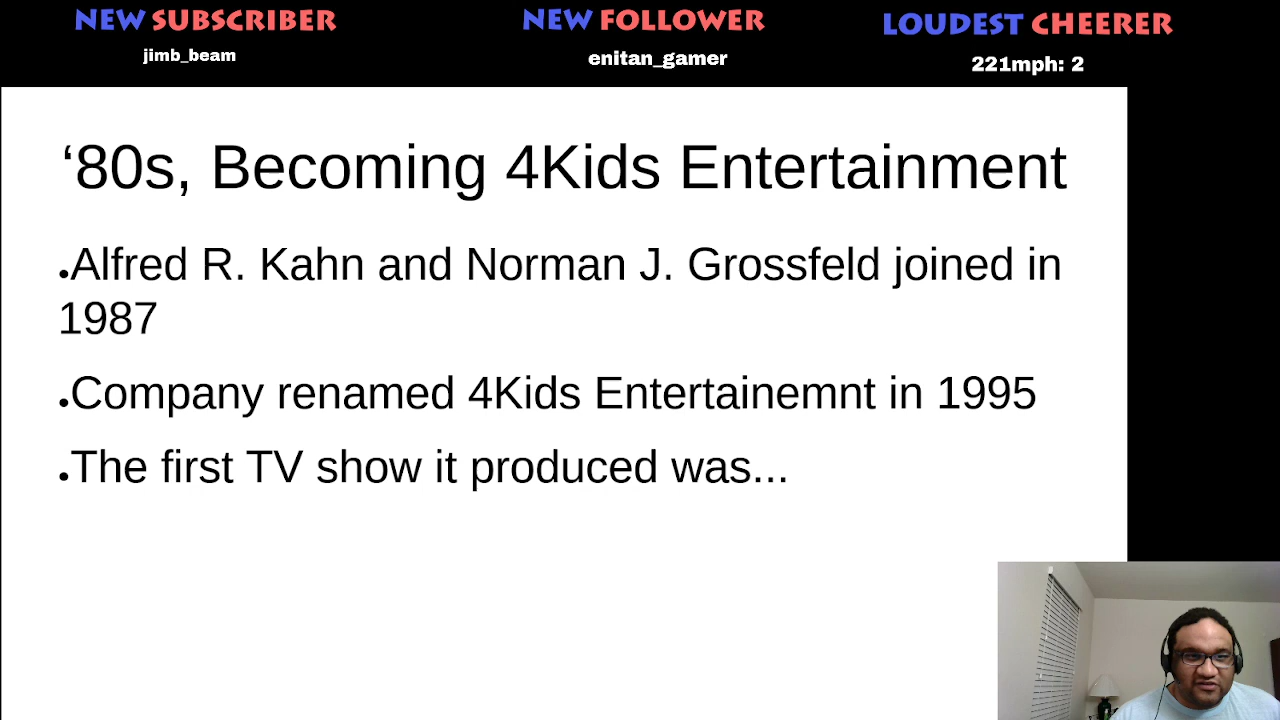 NEW SUBSCRIBER
jimb_beam
NEW FOLLOWER
enitan_gamer
LOUDEST CHEERER
221mph: 2
‘80s, Becoming 4Kids Entertainment
●Alfred R. Kahn and Norman J. Grossfeld joined in
1987
●Company renamed 4Kids Entertainemnt in 1995
●The first TV show it produced was...